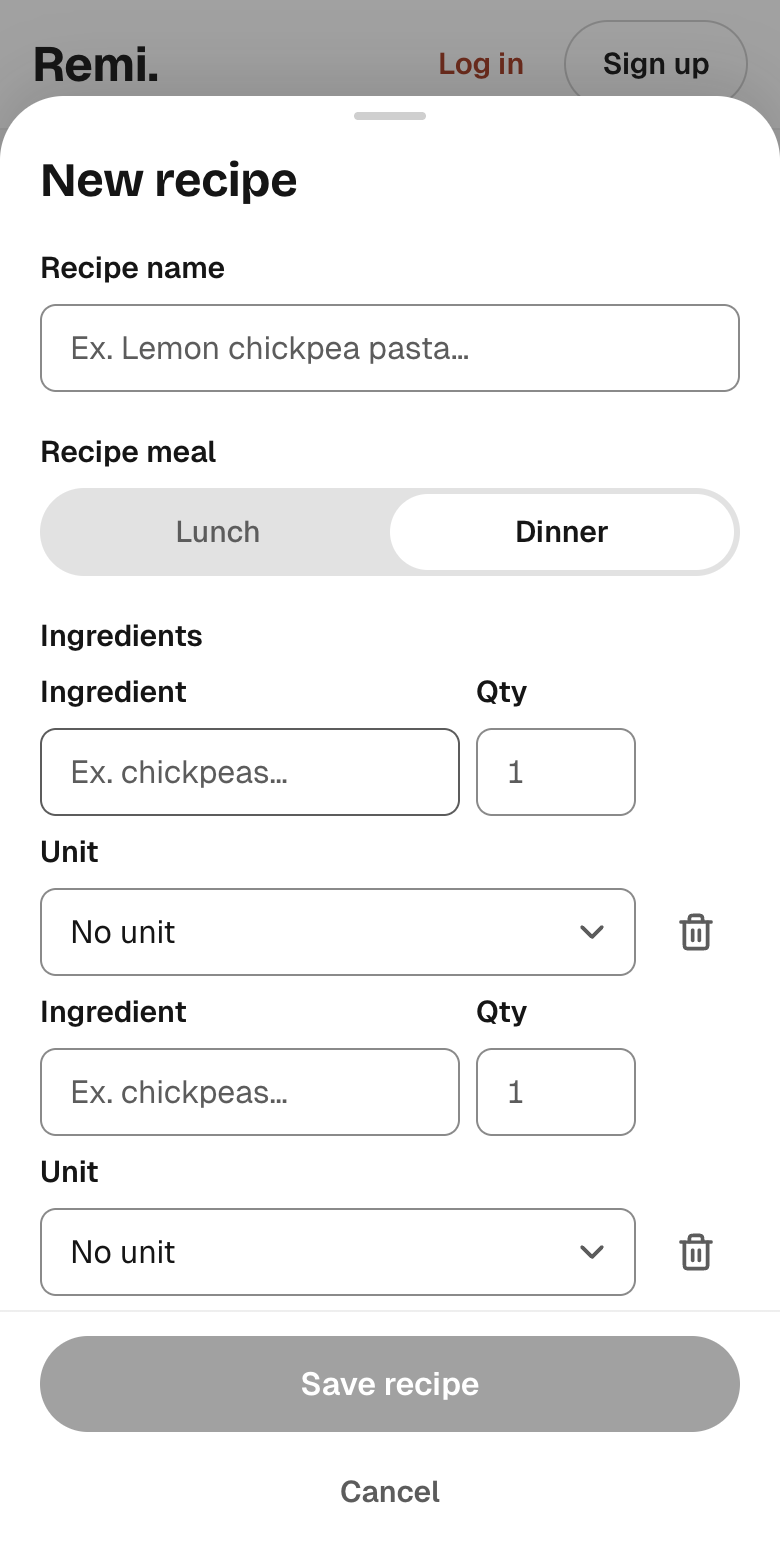 Remi.
Log in
Sign up
New recipe
Recipe name
Ex. Lemon chickpea pasta…
Recipe meal
Lunch
Dinner
Ingredients
Ingredient
Qty
Ex. chickpeas…
1
Unit
No unit
Ingredient
Qty
Ex. chickpeas…
1
Unit
No unit
Save recipe
Cancel